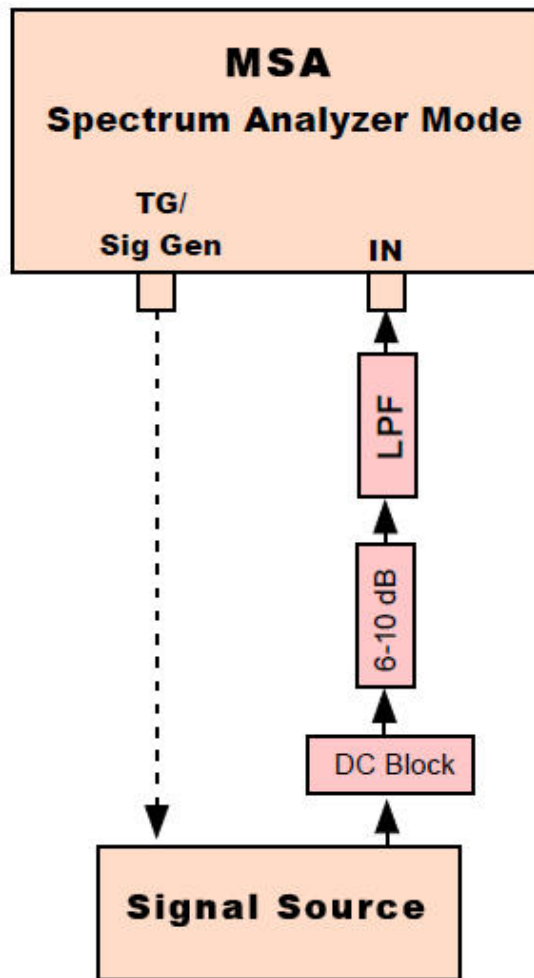 MSA
Spectrum Analyzer Mode
TG/
Sig Gen
IN
LPF
6-10 dB
DC Block
Signal Source